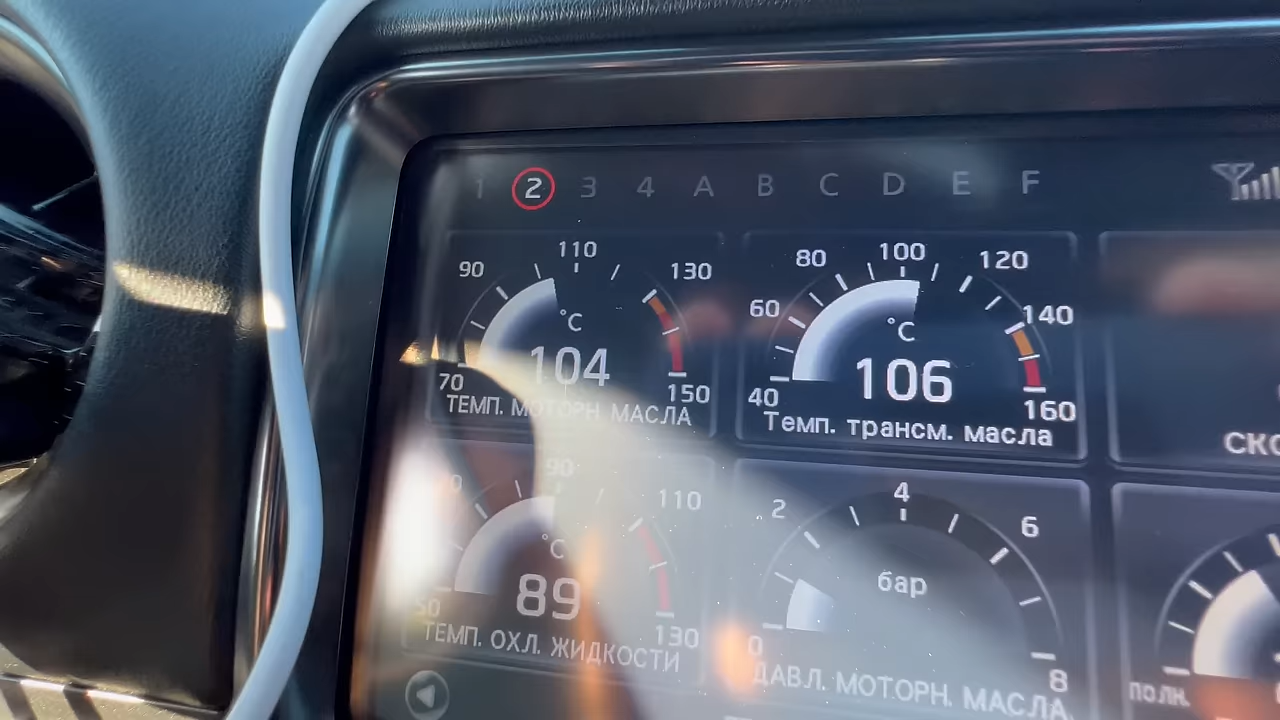 1 2 3 4 A B C D E F
90 110 130
°C
104
70 150
ТЕМП. МОТОРН. МАСЛА
60 80 100 120 140
°C
106
40 160
Темп. трансм. масла
90 110
°C
89
50 130
ТЕМП. ОХЛ. ЖИДКОСТИ
2 4 6
бар
0 8
ДАВЛ. МОТОРН. МАСЛА
ПОЛН.